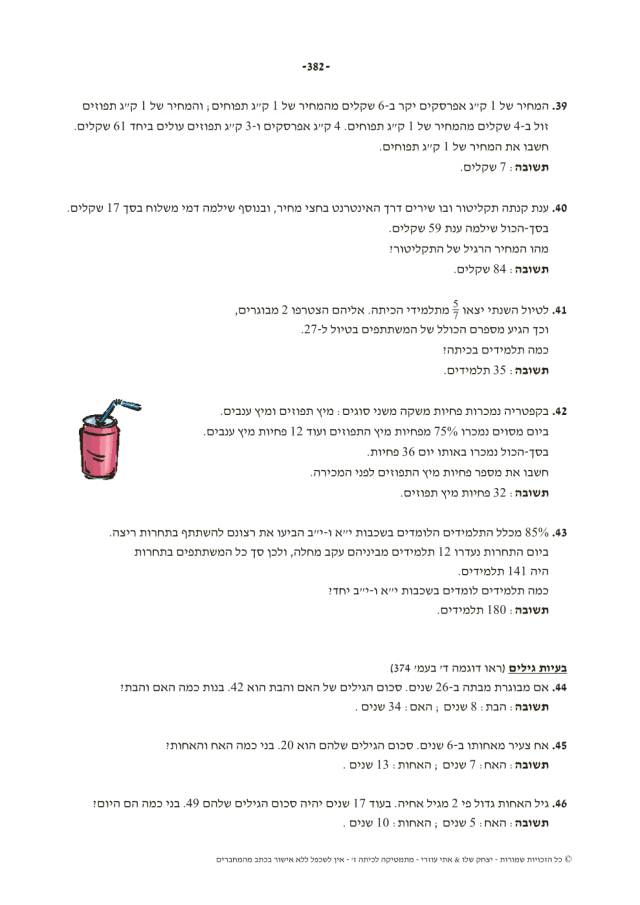 -382-
39. המחיר של 1 ק״ג אפרסקים יקר ב-6 שקלים מהמחיר של 1 ק״ג תפוחים; והמחיר של 1 ק״ג תפוזים
זול ב-4 שקלים מהמחיר של 1 ק״ג תפוחים. 4 ק״ג אפרסקים ו-3 ק״ג תפוזים עולים ביחד 61 שקלים.
חשבו את המחיר של 1 ק״ג תפוחים.
תשובה: 7 שקלים.
40. ענת קנתה תקליטור ובו שירים דרך האינטרנט בחצי מחיר, ובנוסף שילמה דמי משלוח בסך 17 שקלים.
בסך-הכול שילמה ענת 59 שקלים.
מהו המחיר הרגיל של התקליטור?
תשובה: 84 שקלים.
41. לטיול השנתי יצאו 5/7 מתלמידי הכיתה. אליהם הצטרפו 2 מבוגרים,
וכך הגיע מספרם הכולל של המשתתפים בטיול ל-27.
כמה תלמידים בכיתה?
תשובה: 35 תלמידים.
42. בקפטריה נמכרות פחיות משקה משני סוגים: מיץ תפוזים ומיץ ענבים.
ביום מסוים נמכרו 75% מפחיות מיץ התפוזים ועוד 12 פחיות מיץ ענבים.
בסך-הכול נמכרו באותו יום 36 פחיות.
חשבו את מספר פחיות מיץ התפוזים לפני המכירה.
תשובה: 32 פחיות מיץ תפוזים.
43. 85% מכלל התלמידים הלומדים בשכבות י״א ו-י״ב הביעו את רצונם להשתתף בתחרות ריצה.
ביום התחרות נעדרו 12 תלמידים מביניהם עקב מחלה, ולכן סך כל המשתתפים בתחרות
היה 141 תלמידים.
כמה תלמידים לומדים בשכבות י״א ו-י״ב יחד?
תשובה: 180 תלמידים.
בעיות גילים (ראו דוגמה ד׳ בעמ׳ 374)
44. אם מבוגרת מבתה ב-26 שנים. סכום הגילים של האם והבת הוא 42. בנות כמה האם והבת?
תשובה: הבת: 8 שנים ; האם: 34 שנים .
45. אח צעיר מאחותו ב-6 שנים. סכום הגילים שלהם הוא 20. בני כמה האח והאחות?
תשובה: האח: 7 שנים ; האחות: 13 שנים .
46. גיל האחות גדול פי 2 מגיל אחיה. בעוד 17 שנים יהיה סכום הגילים שלהם 49. בני כמה הם היום?
תשובה: האח: 5 שנים ; האחות: 10 שנים .
© כל הזכויות שמורות - יצחק שלו & אתי עוזרי - מתמטיקה לכיתה ז׳ - אין לשכפל ללא אישור בכתב מהמחברים